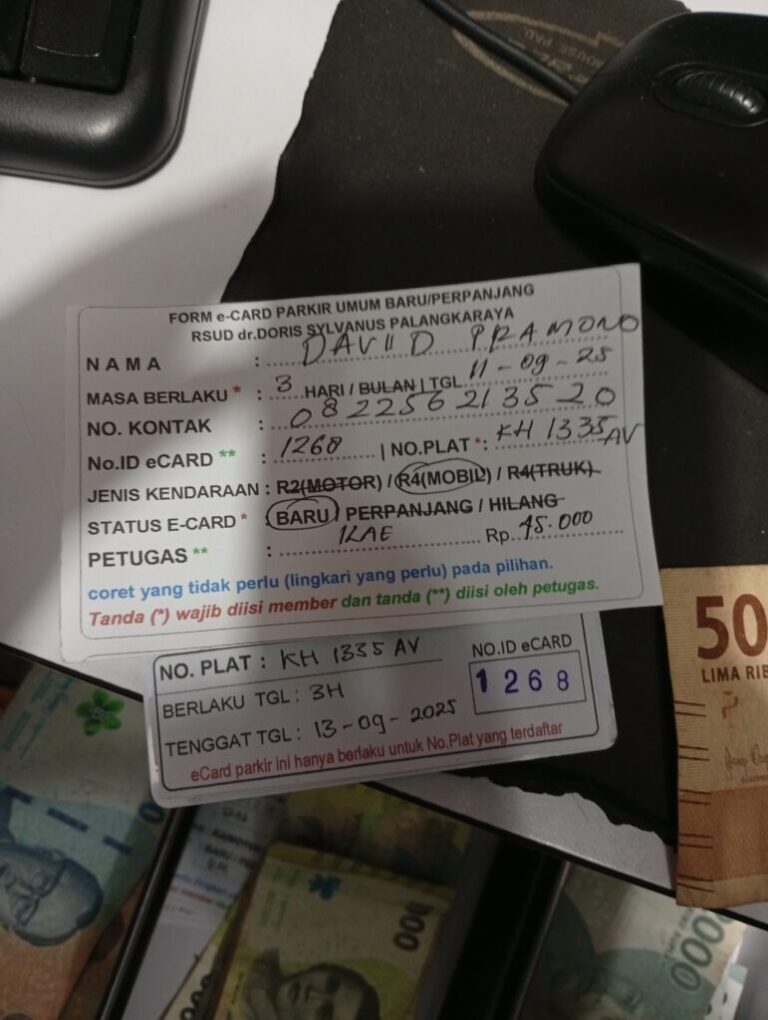 MOUSE PAD
FORM e-CARD PARKIR UMUM BARU/PERPANJANG
RSUD dr.DORIS SYLVANUS PALANGKARAYA
NAMA : DAVID PRAMONO
MASA BERLAKU * : 3 HARI / BULAN | TGL 11-09-25
NO. KONTAK : 082256213520
No.ID eCARD ** : 1268 | NO.PLAT *: KH 1335 AV
JENIS KENDARAAN : R2(MOTOR) / R4(MOBIL) / R4(TRUK)
STATUS E-CARD * : BARU / PERPANJANG / HILANG
PETUGAS ** : ILAE Rp. 45.000
coret yang tidak perlu (lingkari yang perlu) pada pilihan.
Tanda (*) wajib diisi member dan tanda (**) diisi oleh petugas.
NO. PLAT : KH 1335 AV
NO.ID eCARD
1268
BERLAKU TGL : 3H
TENGGAT TGL : 13-09-2025
eCard parkir ini hanya berlaku untuk No.Plat yang terdaftar
50
LIMA RIB
000
000